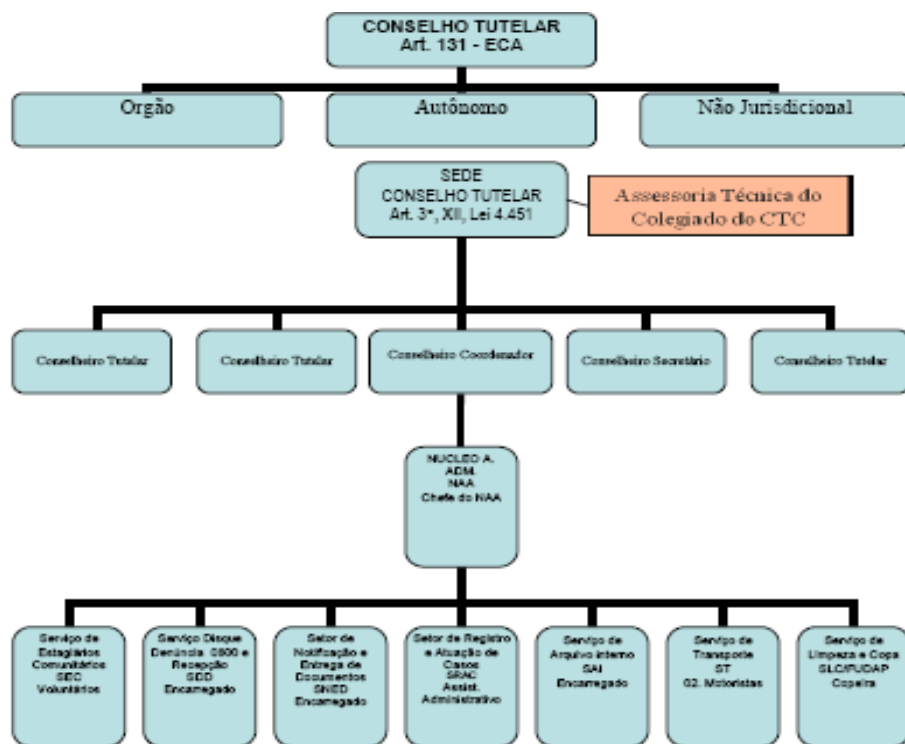 CONSELHO TUTELAR
Art. 131 - ECA
Orgão
Autônomo
Não Jurisdicional
SEDE
CONSELHO TUTELAR
Art. 3º, XII, Lei 4.451
Assessoria Técnica do
Colegiado do CTC
Conselheiro Tutelar
Conselheiro Tutelar
Conselheiro Coordenador
Conselheiro Secretário
Conselheiro Tutelar
NUCLEO A.
ADM.
NAA
Chefe do NAA
Serviço de
Estagiários
Comunitários
SEC
Voluntários
Serviço Disque
Denúncia 0800 e
Recepção
SDD
Encarregado
Setor de
Notificação e
Entrega de
Documentos
SNED
Encarregado
Setor de Registro
e Atuação de
Casos
SRAC
Assist.
Administrativo
Serviço de
Arquivo interno
SAI
Encarregado
Serviço de
Transporte
ST
02. Motoristas
Serviço de
Limpeza e Copa
SLC/FUDAP
Copeira